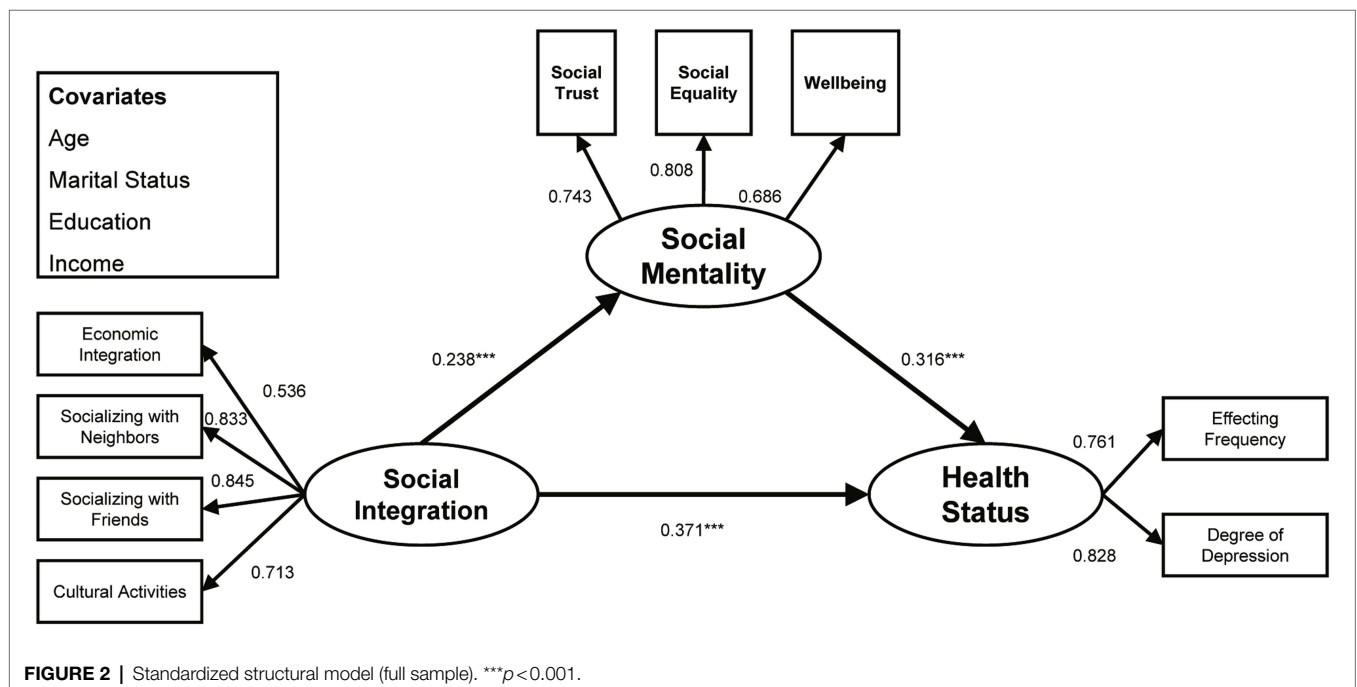 Covariates
Age
Marital Status
Education
Income
Social
Trust
Social
Equality
Wellbeing
0.743
0.808
0.686
Social
Mentality
Economic
Integration
Socializing with
Neighbors
Socializing with
Friends
Cultural Activities
0.536
0.833
0.845
0.713
Social
Integration
0.238***
0.316***
0.371***
Health
Status
0.761
0.828
Effecting
Frequency
Degree of
Depression
FIGURE 2 | Standardized structural model (full sample). ***p<0.001.